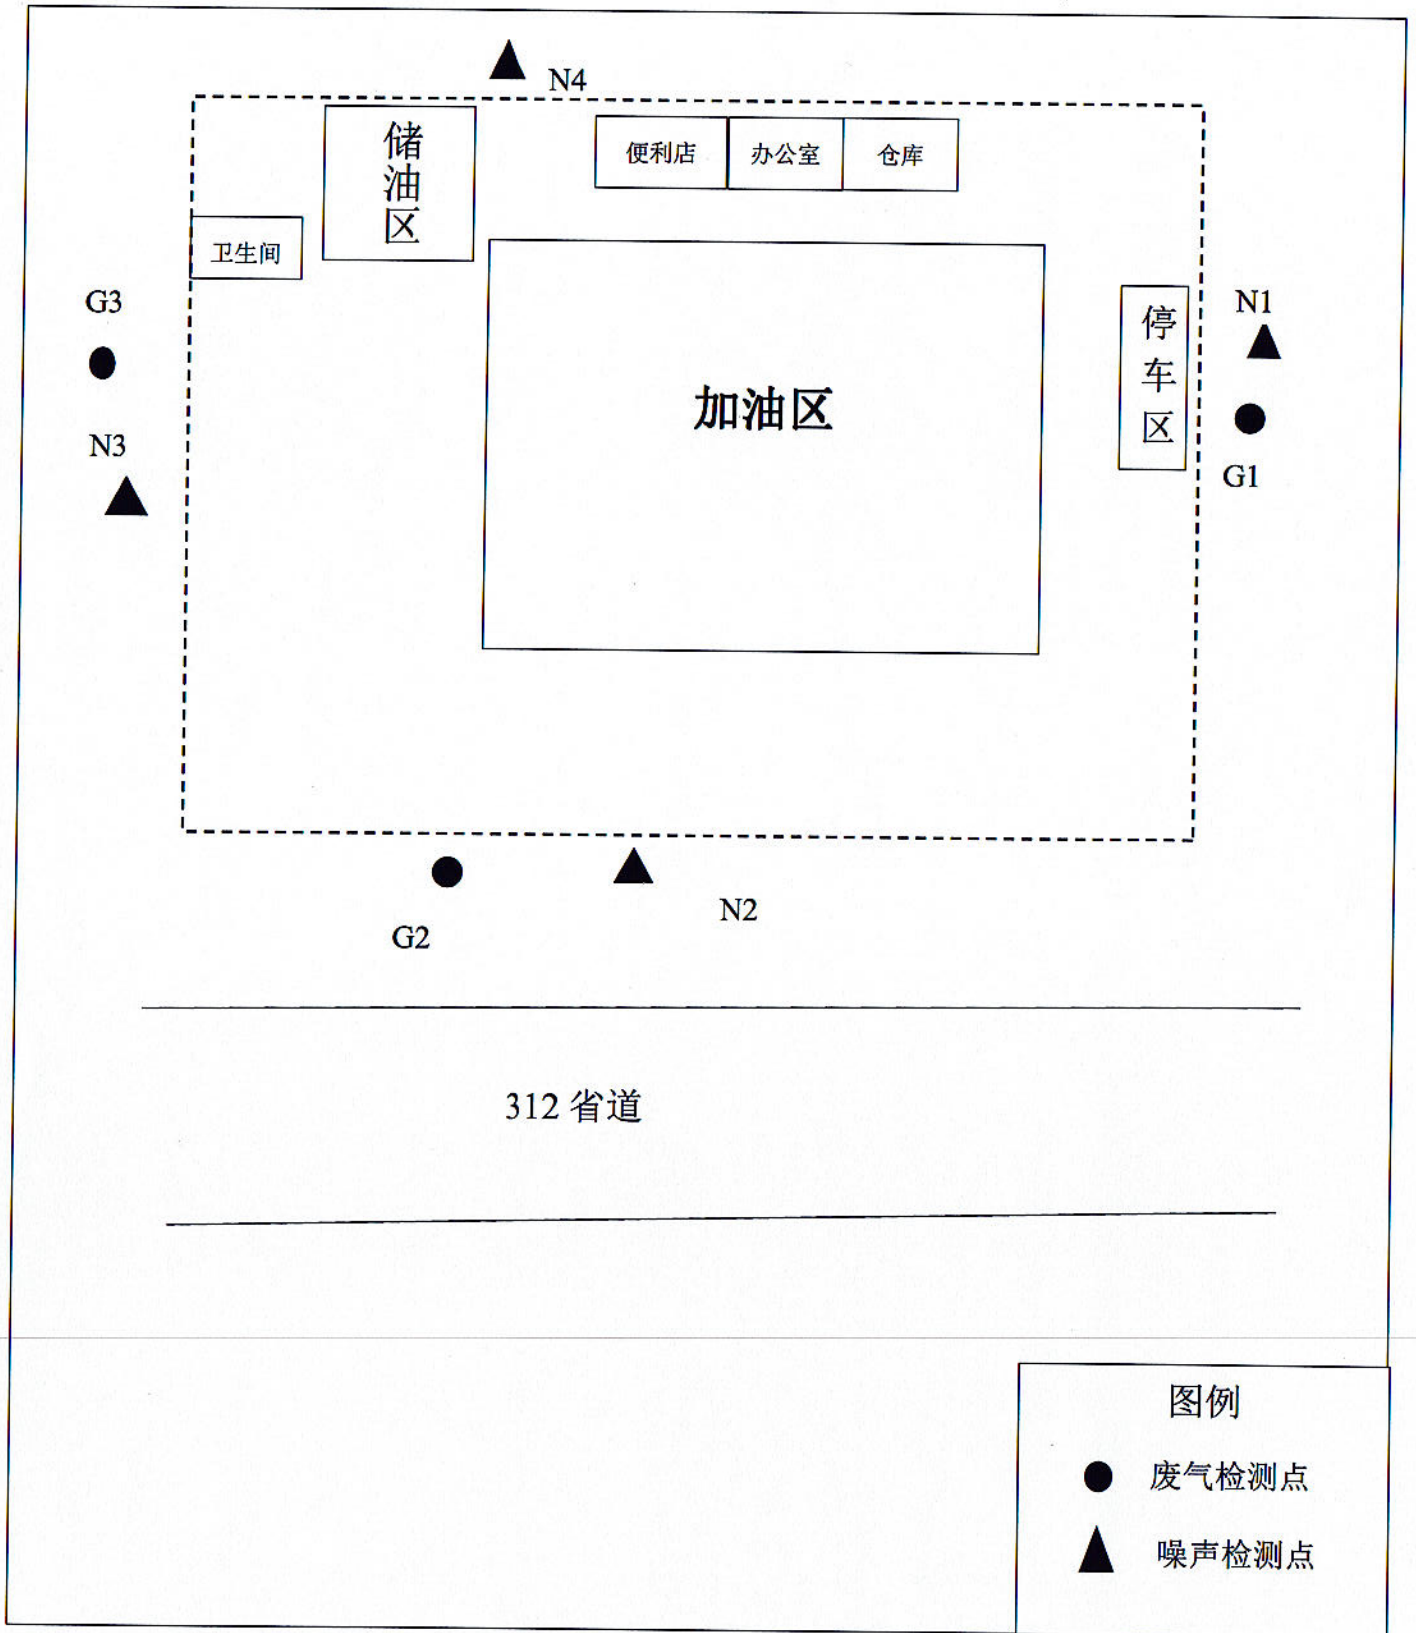 N4
储油区
便利店 办公室 仓库
卫生间
G3
N1
停车区
加油区
N3
G1
N2
G2
312 省道
图例
废气检测点
噪声检测点